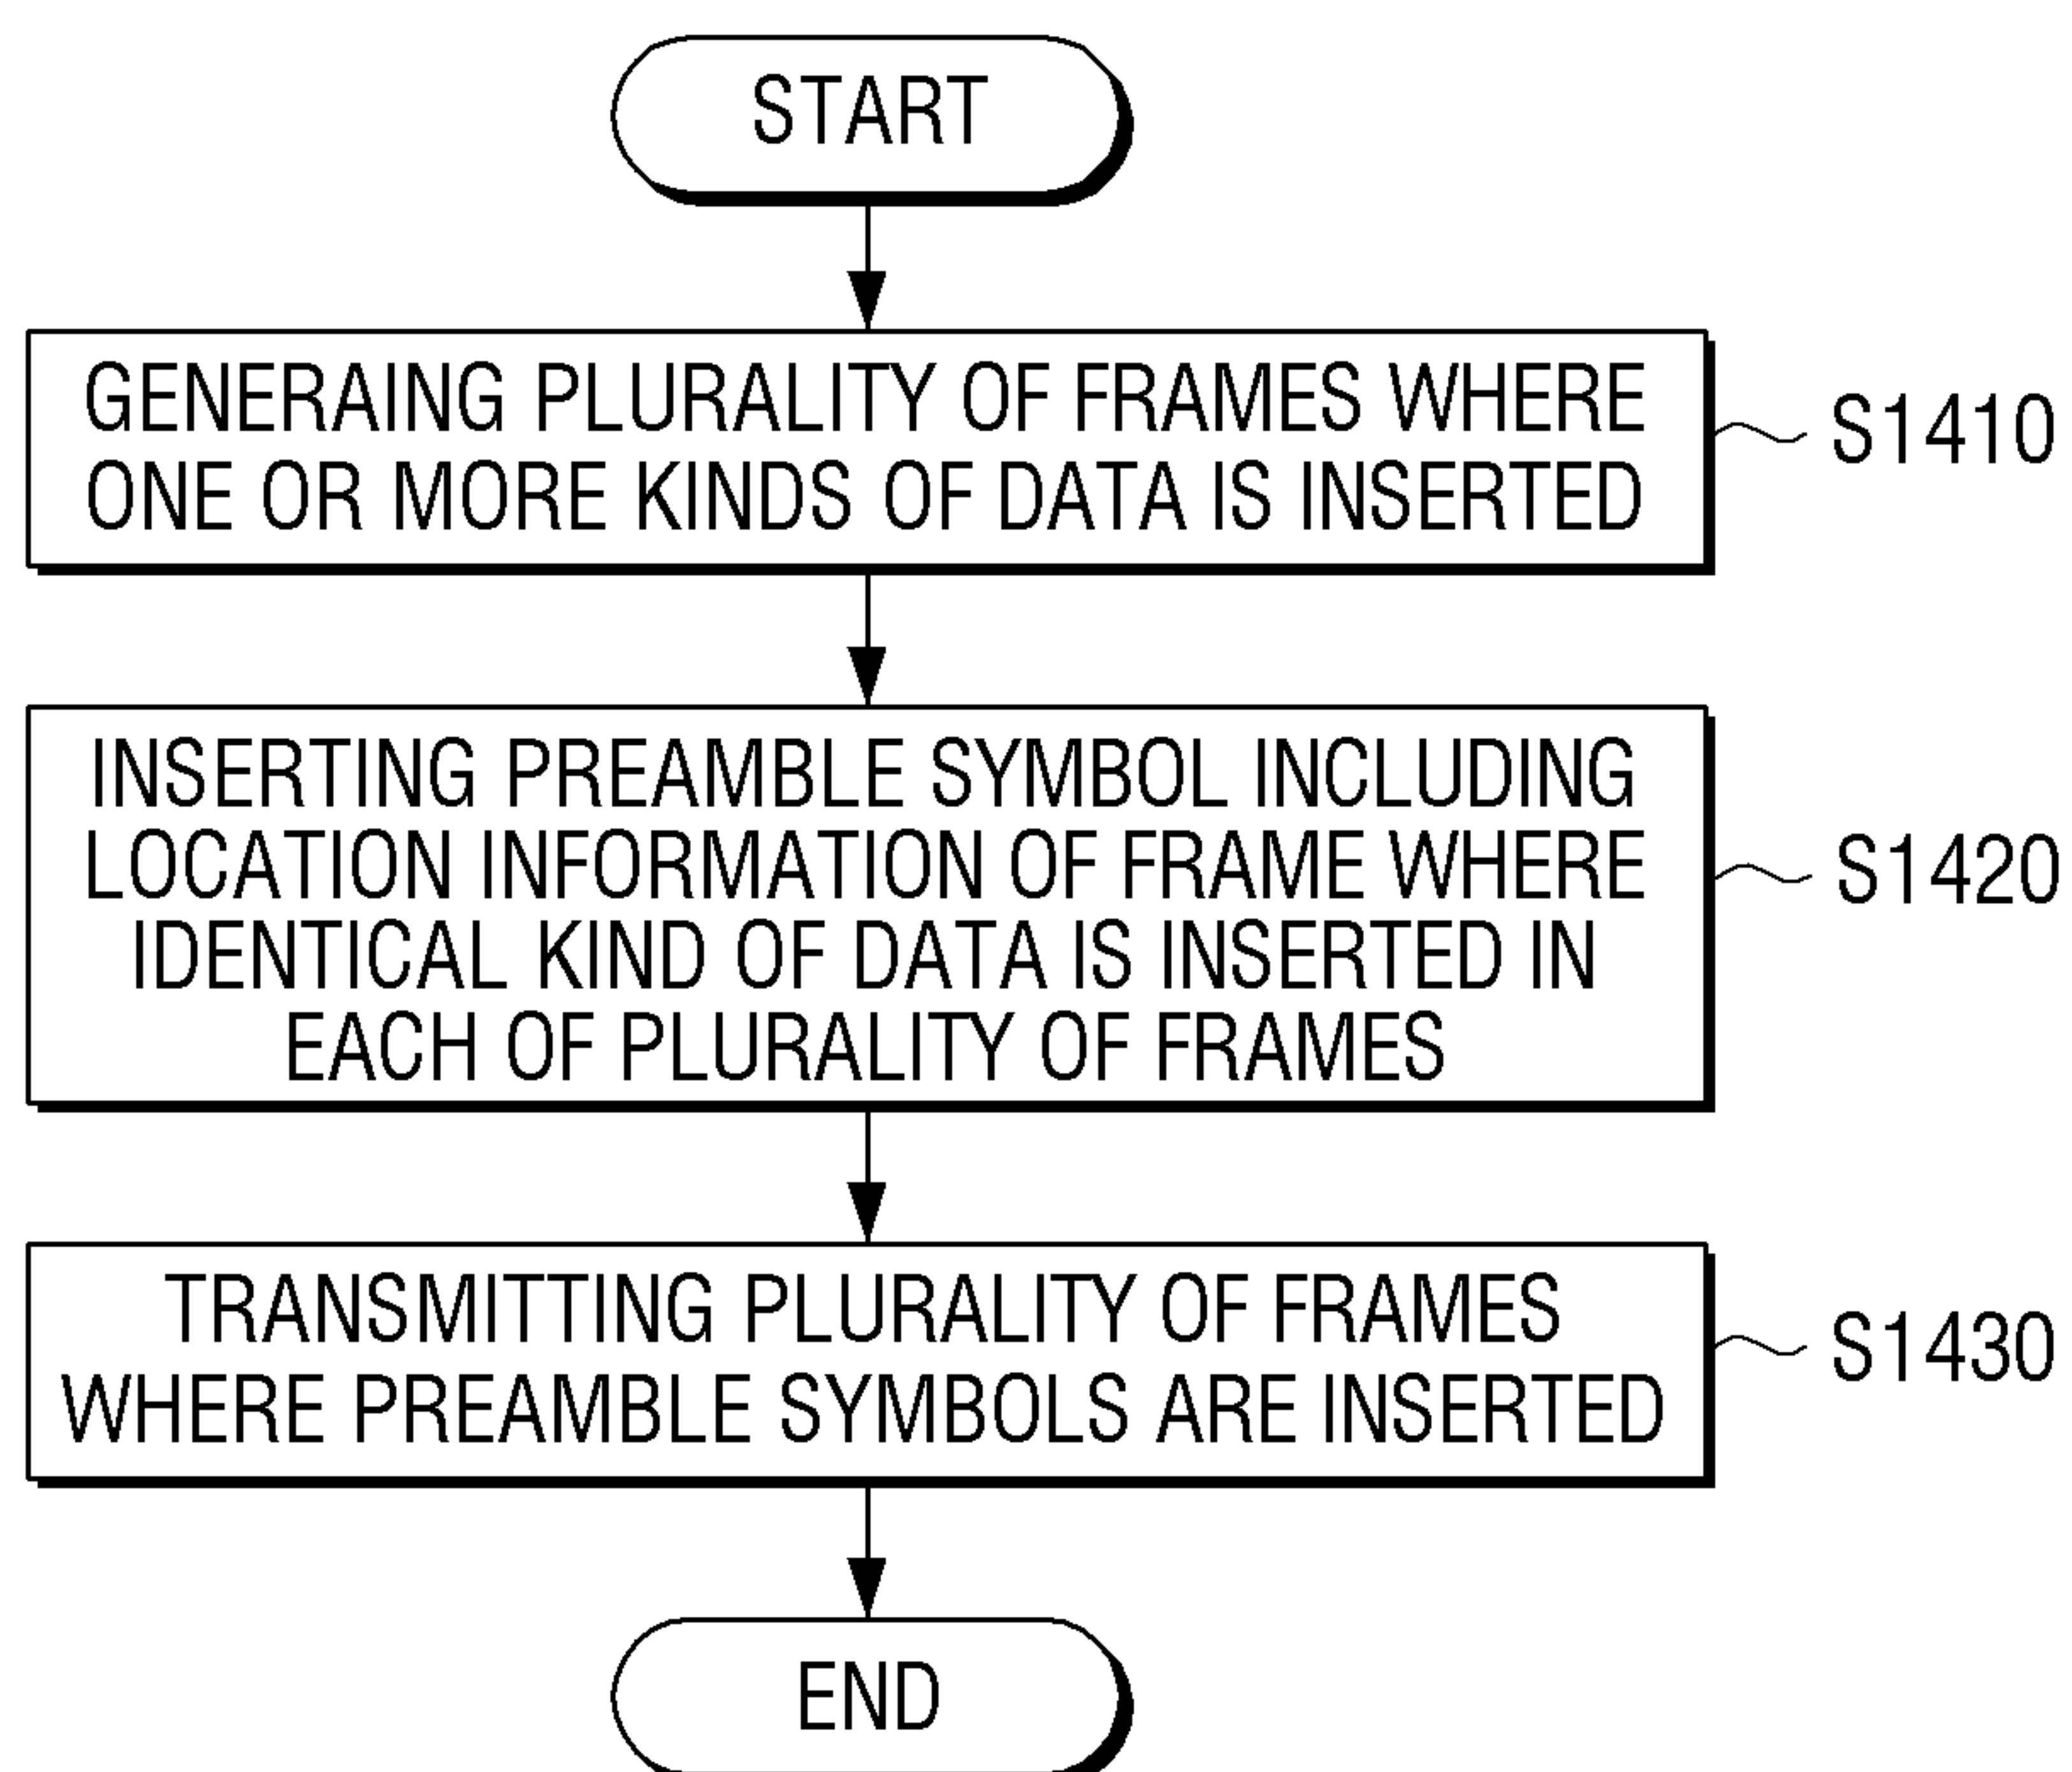 START
GENERAING PLURALITY OF FRAMES WHERE
ONE OR MORE KINDS OF DATA IS INSERTED
S1410
INSERTING PREAMBLE SYMBOL INCLUDING
LOCATION INFORMATION OF FRAME WHERE
IDENTICAL KIND OF DATA IS INSERTED IN
EACH OF PLURALITY OF FRAMES
S1420
TRANSMITTING PLURALITY OF FRAMES
WHERE PREAMBLE SYMBOLS ARE INSERTED
S1430
END